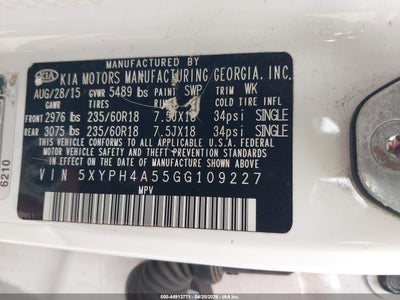 KIA KIA MOTORS MANUFACTURING GEORGIA, INC.
AUG/28/15 GVWR 5489 lbs PAINT SWP TRIM WK
GAWR TIRES RIMS COLD TIRE INFL
FRONT 2976 lbs 235/60R18 7.5JX18 34psi SINGLE
REAR 3075 lbs 235/60R18 7.5JX18 34psi SINGLE
THIS VEHICLE CONFORMS TO ALL APPLICABLE
U.S.A. FEDERAL MOTOR VEHICLE SAFETY AND THEFT PREVENTION
STANDARDS IN EFFECT ON THE DATE OF MANUFACTURE SHOWN ABOVE
VIN 5XYPH4A55GG109227
MPV
6210